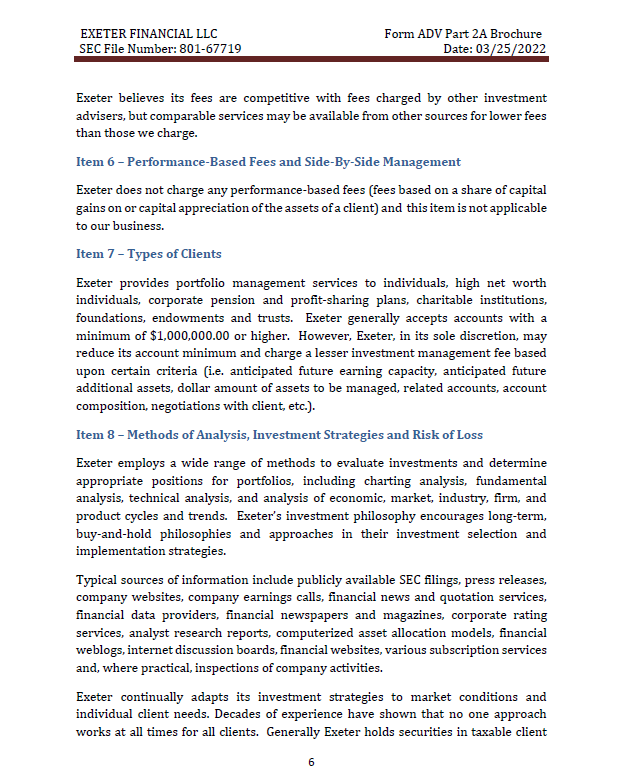 EXETER FINANCIAL LLC Form ADV Part 2A Brochure
SEC File Number: 801-67719 Date: 03/25/2022
Exeter believes its fees are competitive with fees charged by other investment
advisers, but comparable services may be available from other sources for lower fees
than those we charge.
Item 6 – Performance-Based Fees and Side-By-Side Management
Exeter does not charge any performance-based fees (fees based on a share of capital
gains on or capital appreciation of the assets of a client) and this item is not applicable
to our business.
Item 7 – Types of Clients
Exeter provides portfolio management services to individuals, high net worth
individuals, corporate pension and profit-sharing plans, charitable institutions,
foundations, endowments and trusts. Exeter generally accepts accounts with a
minimum of $1,000,000.00 or higher. However, Exeter, in its sole discretion, may
reduce its account minimum and charge a lesser investment management fee based
upon certain criteria (i.e. anticipated future earning capacity, anticipated future
additional assets, dollar amount of assets to be managed, related accounts, account
composition, negotiations with client, etc.).
Item 8 – Methods of Analysis, Investment Strategies and Risk of Loss
Exeter employs a wide range of methods to evaluate investments and determine
appropriate positions for portfolios, including charting analysis, fundamental
analysis, technical analysis, and analysis of economic, market, industry, firm, and
product cycles and trends. Exeter's investment philosophy encourages long-term,
buy-and-hold philosophies and approaches in their investment selection and
implementation strategies.
Typical sources of information include publicly available SEC filings, press releases,
company websites, company earnings calls, financial news and quotation services,
financial data providers, financial newspapers and magazines, corporate rating
services, analyst research reports, computerized asset allocation models, financial
weblogs, internet discussion boards, financial websites, various subscription services
and, where practical, inspections of company activities.
Exeter continually adapts its investment strategies to market conditions and
individual client needs. Decades of experience have shown that no one approach
works at all times for all clients. Generally Exeter holds securities in taxable client
6